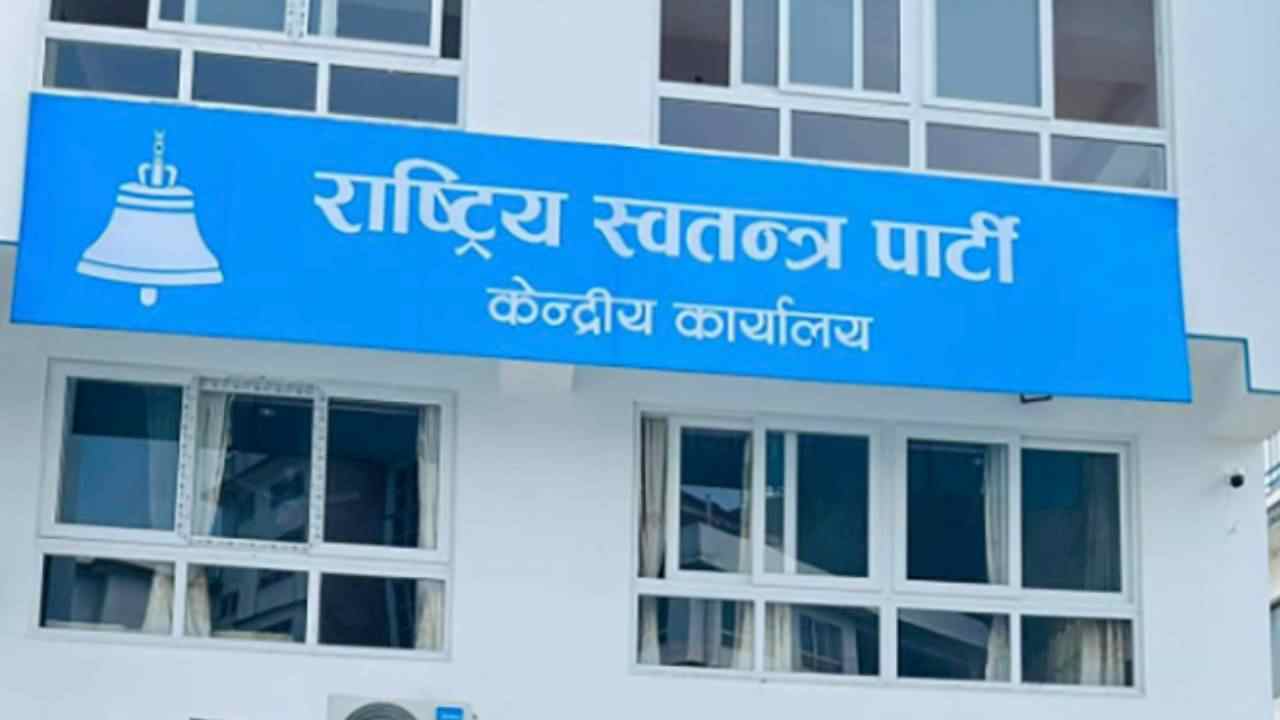 राष्ट्रिय स्वतन्त्र पार्टी
केन्द्रीय कार्यालय